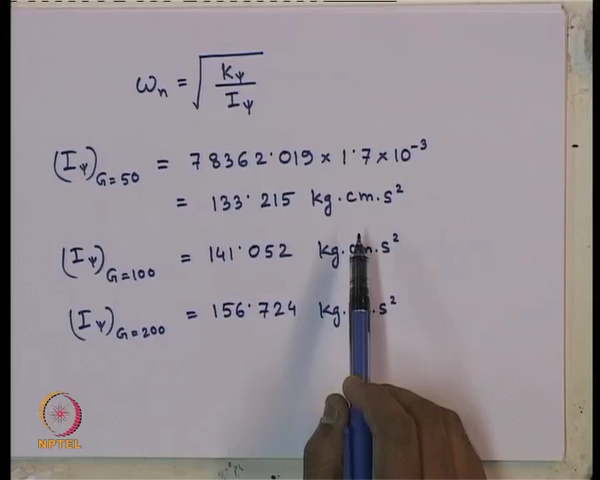 ωn = √(Kψ / Iψ)
(Iψ)G=50 = 78362·019 × 1·7 × 10⁻³
= 133·215 kg·cm·s²
(Iψ)G=100 = 141·052 kg·cm·s²
(Iψ)G=200 = 156·724 kg· ·s²
NPTEL